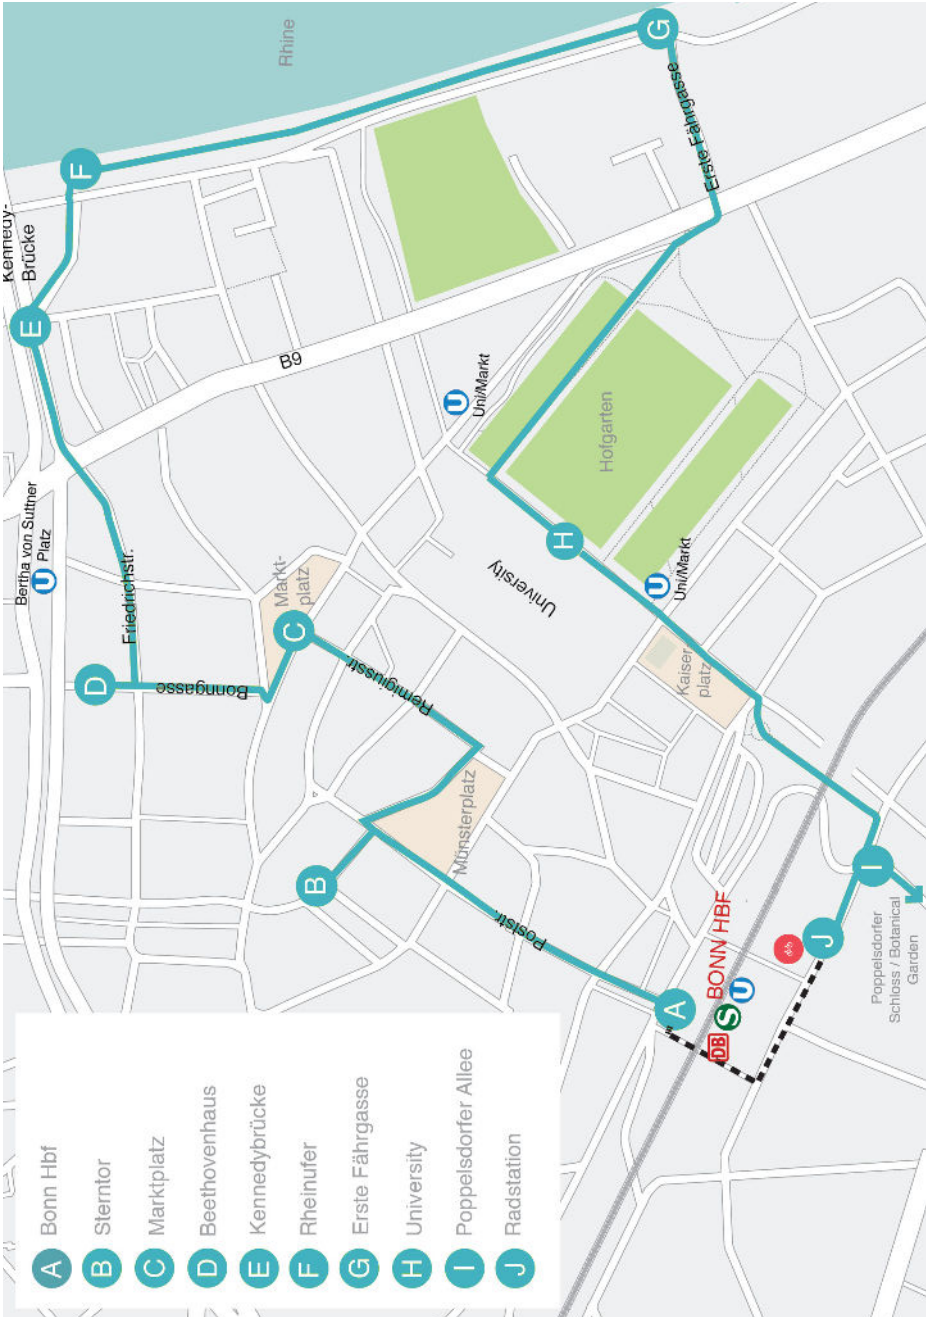 A Bonn Hbf
B Sterntor
C Marktplatz
D Beethovenhaus
E Kennedybrücke
F Rheinufer
G Erste Fährgasse
H University
I Poppelsdorfer Allee
J Radstation
Kennedy-
Brücke
Bertha von Suttner
U Platz
E
F
D
Friedrichstr.
Bonngasse
B9
Rhine
Markt-
platz
C
B
Remigiusstr.
Münsterplatz
Poststr.
U
Uni/Markt
University
H
Hofgarten
G
Erste Fährgasse
U
Uni/Markt
Kaiser-
platz
A
BONN HBF
DB S U
J
I
Poppelsdorfer
Schloss / Botanical
Garden